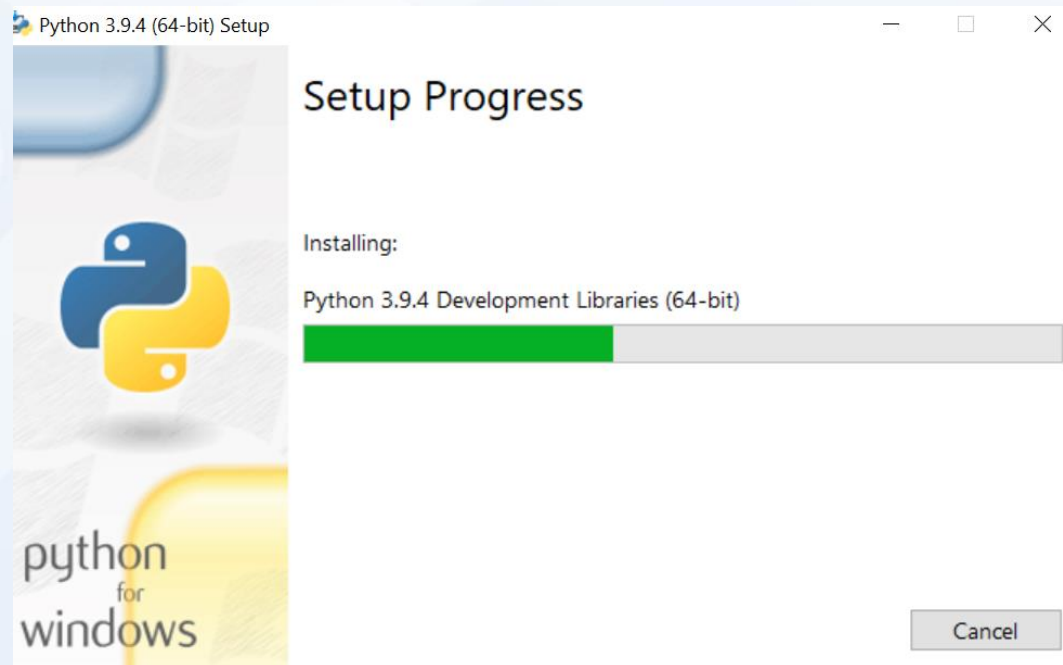 Python 3.9.4 (64-bit) Setup
Setup Progress
Installing:
Python 3.9.4 Development Libraries (64-bit)
python
for
windows
Cancel